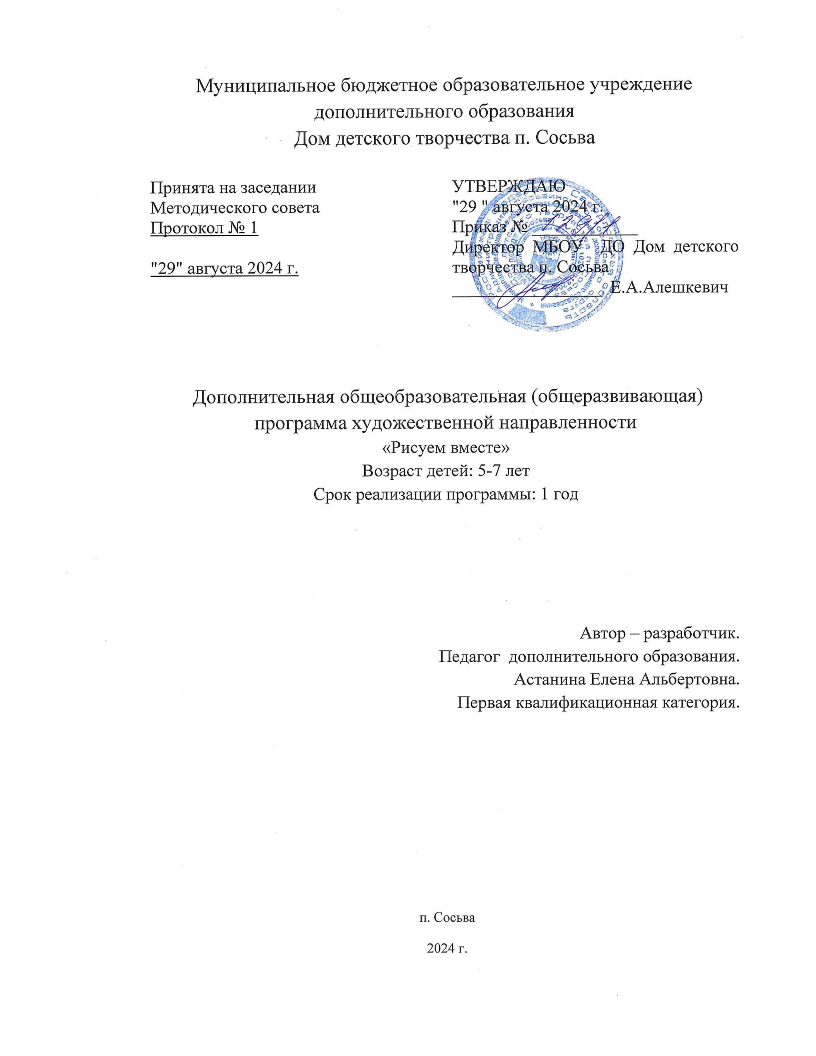 Муниципальное бюджетное образовательное учреждение
дополнительного образования
Дом детского творчества п. Сосьва
Принята на заседании
Методического совета
Протокол № 1
"29" августа 2024 г.
УТВЕРЖДАЮ
"29 " августа 2024 г.
Приказ №
Директор МБОУ ДО Дом детского
творчества п. Сосьва
Е.А.Алешкевич
Дополнительная общеобразовательная (общеразвивающая)
программа художественной направленности
«Рисуем вместе»
Возраст детей: 5-7 лет
Срок реализации программы: 1 год
Автор – разработчик.
Педагог дополнительного образования.
Астанина Елена Альбертовна.
Первая квалификационная категория.
п. Сосьва
2024 г.